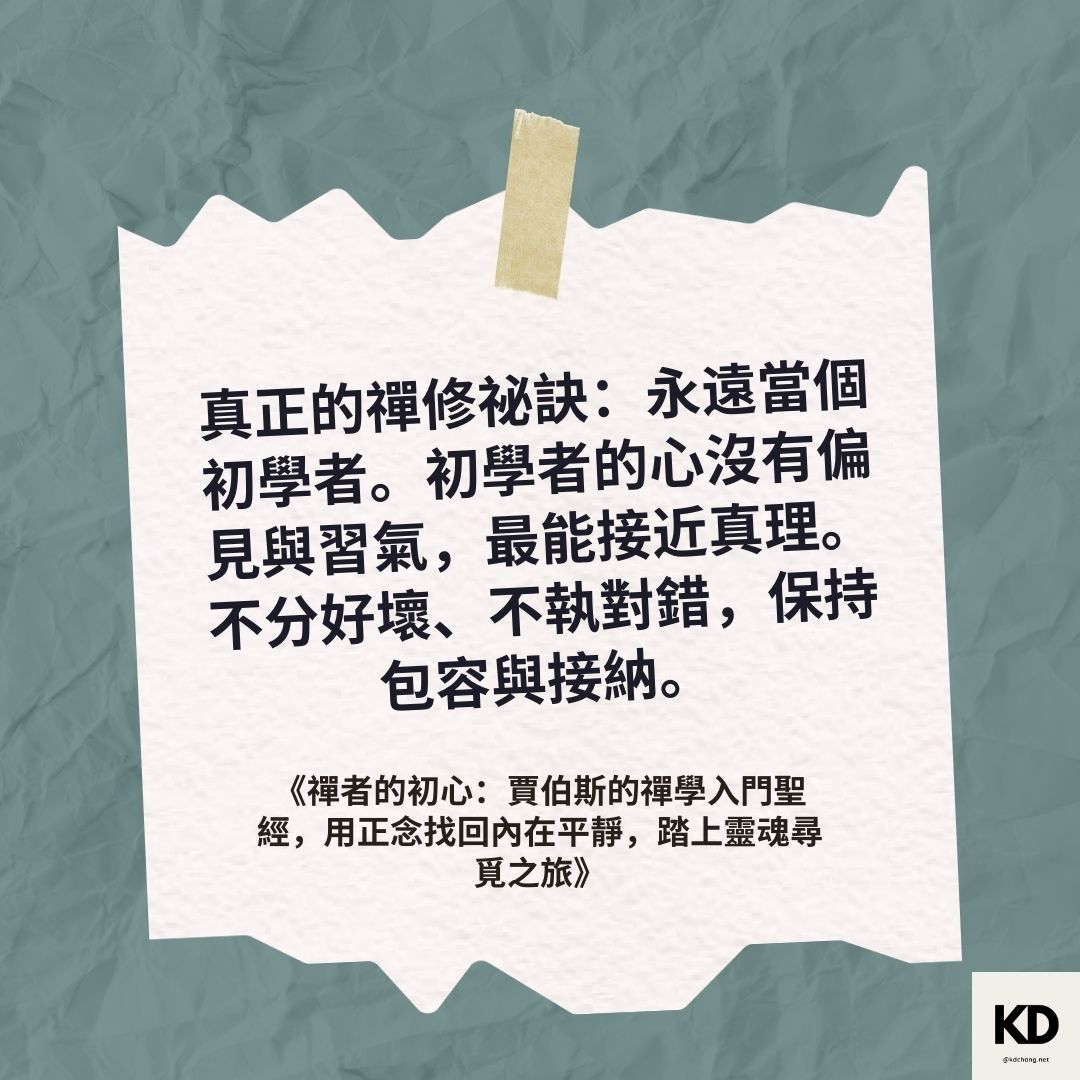 真正的禪修祕訣：永遠當個
初學者。初學者的心沒有偏
見與習氣，最能接近真理。
不分好壞、不執對錯，保持
包容與接納。
《禪者的初心：賈伯斯的禪學入門聖
經，用正念找回內在平靜，踏上靈魂尋
覓之旅》
KD
@kdchang.net